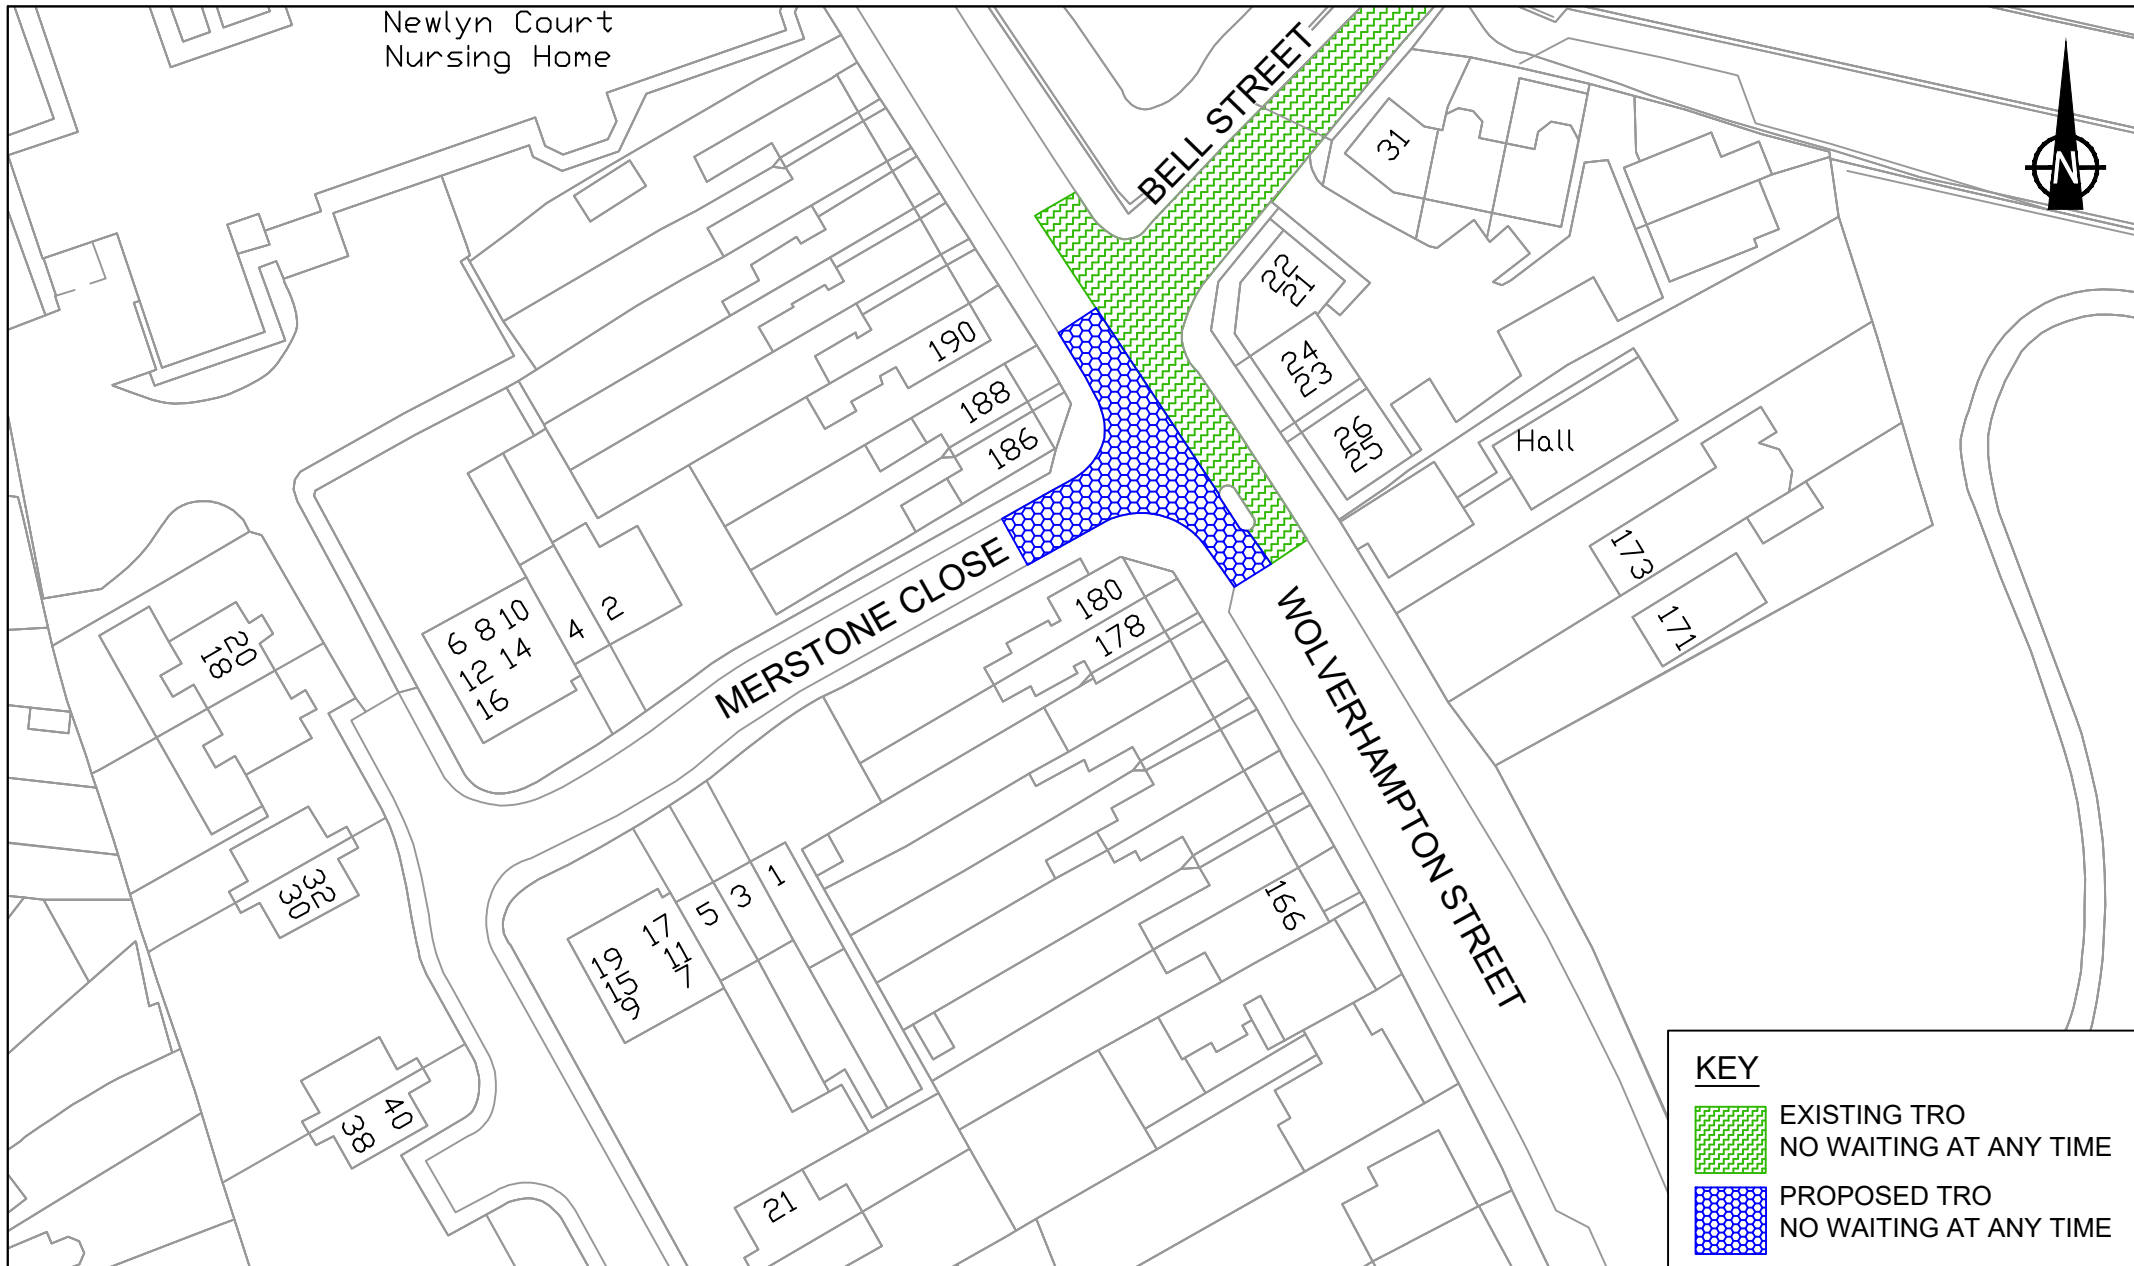 Newlyn Court
Nursing Home
BELL STREET
N
31
22
21
190
24
23
188
186
26
25
Hall
173
171
MERSTONE CLOSE
WOLVERHAMPTON STREET
180
178
6 8 10
12 14
16
4
2
20
18
32
30
166
1
3
5
17
11
7
19
15
9
40
38
21
KEY
EXISTING TRO
NO WAITING AT ANY TIME
PROPOSED TRO
NO WAITING AT ANY TIME